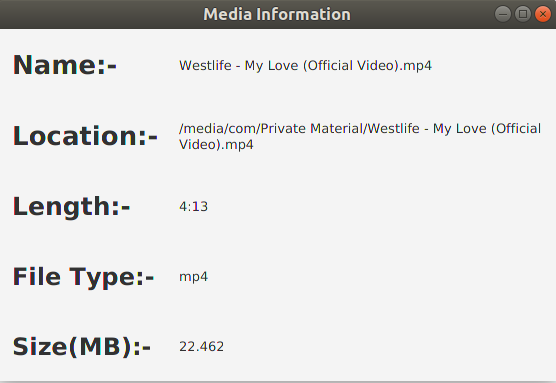 Media Information
Name:-
Westlife - My Love (Official Video).mp4
Location:-
/media/com/Private Material/Westlife - My Love (Official
Video).mp4
Length:-
4:13
File Type:-
mp4
Size(MB):-
22.462